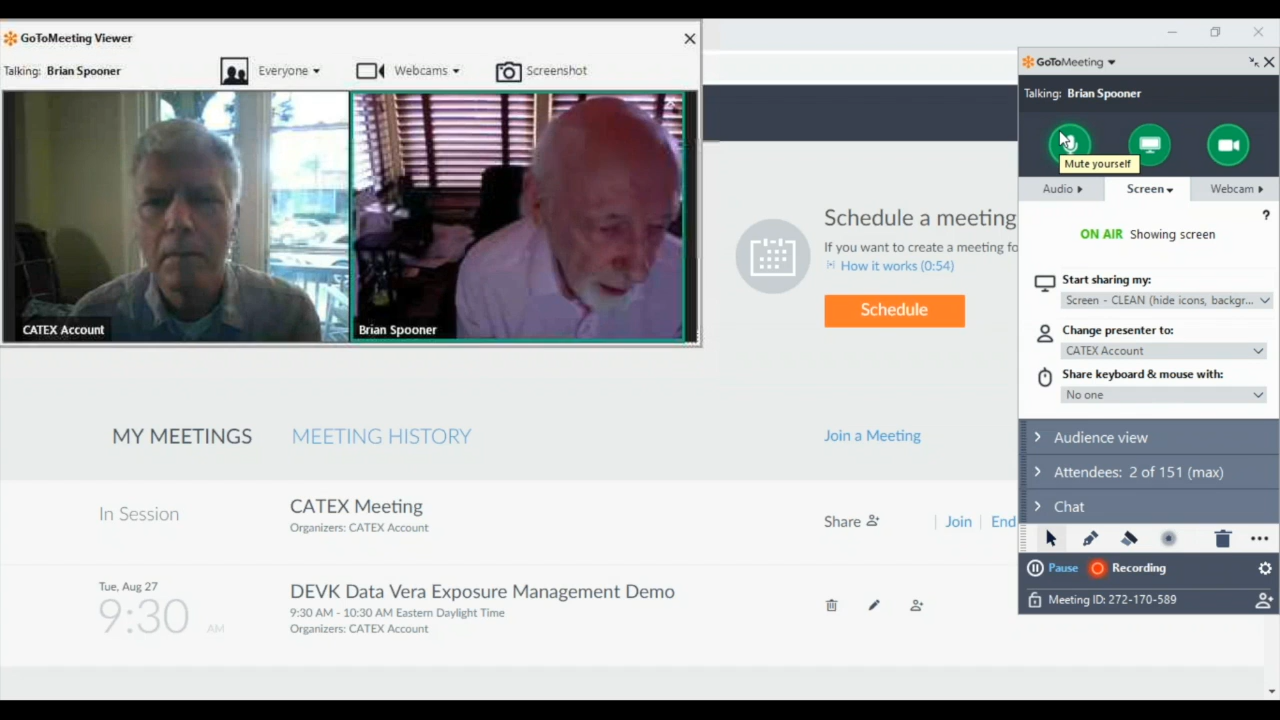 GoToMeeting Viewer
Talking: Brian Spooner
Everyone
Webcams
Screenshot
CATEX Account
Brian Spooner
Schedule a meeting
If you want to create a meeting fo
How it works (0:54)
Schedule
MY MEETINGS
MEETING HISTORY
Join a Meeting
In Session
CATEX Meeting
Organizers: CATEX Account
Share
Join
End
Tue, Aug 27
9:30 AM
DEVK Data Vera Exposure Management Demo
9:30 AM - 10:30 AM Eastern Daylight Time
Organizers: CATEX Account
GoToMeeting
Talking: Brian Spooner
Mute yourself
Audio
Screen
Webcam
?
ON AIR Showing screen
Start sharing my:
Screen - CLEAN (hide icons, backgr...
Change presenter to:
CATEX Account
Share keyboard & mouse with:
No one
Audience view
Attendees: 2 of 151 (max)
Chat
Pause
Recording
Meeting ID: 272-170-589